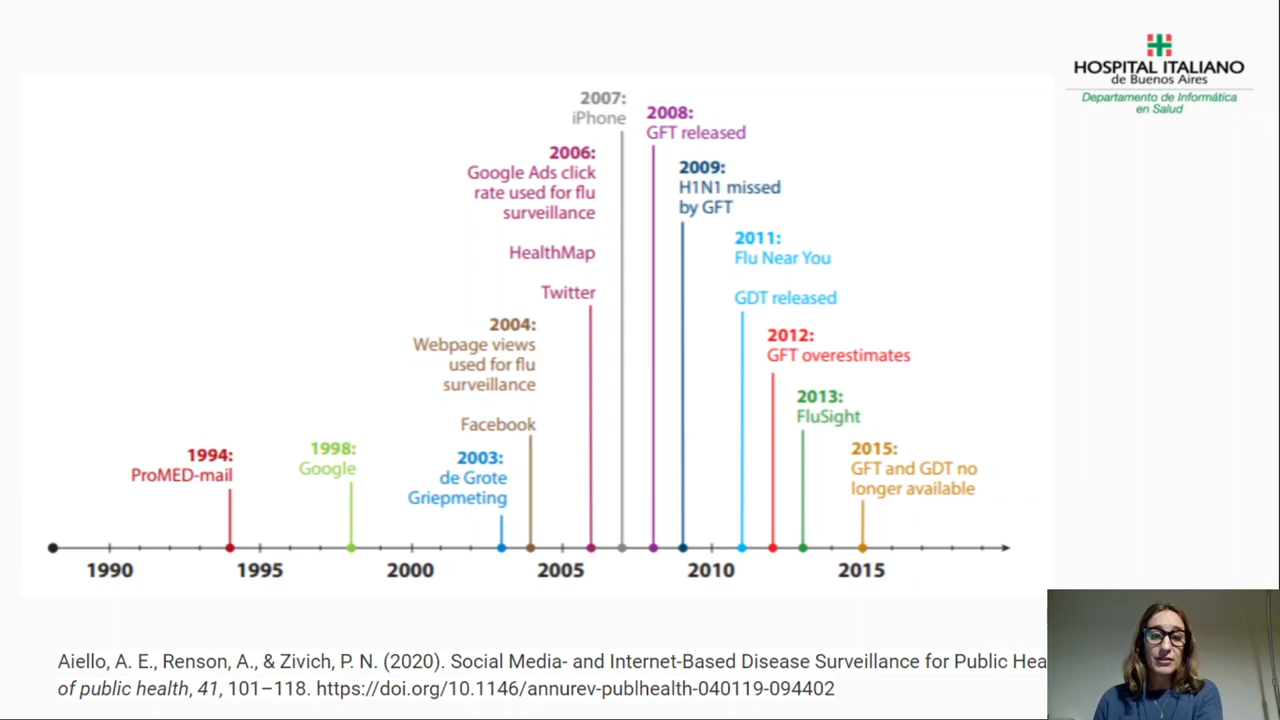 HOSPITAL ITALIANO
de Buenos Aires
Departamento de Informática
en Salud
2007:
iPhone
2008:
GFT released
2006:
Google Ads click
rate used for flu
surveillance
HealthMap
Twitter
2009:
H1N1 missed
by GFT
2011:
Flu Near You
GDT released
2004:
Webpage views
used for flu
surveillance
Facebook
2012:
GFT overestimates
2013:
FluSight
1994:
ProMED-mail
1998:
Google
2003:
de Grote
Griepmeting
2015:
GFT and GDT no
longer available
1990 1995 2000 2005 2010 2015
Aiello, A. E., Renson, A., & Zivich, P. N. (2020). Social Media- and Internet-Based Disease Surveillance for Public Hea
of public health, 41, 101–118. https://doi.org/10.1146/annurev-publhealth-040119-094402